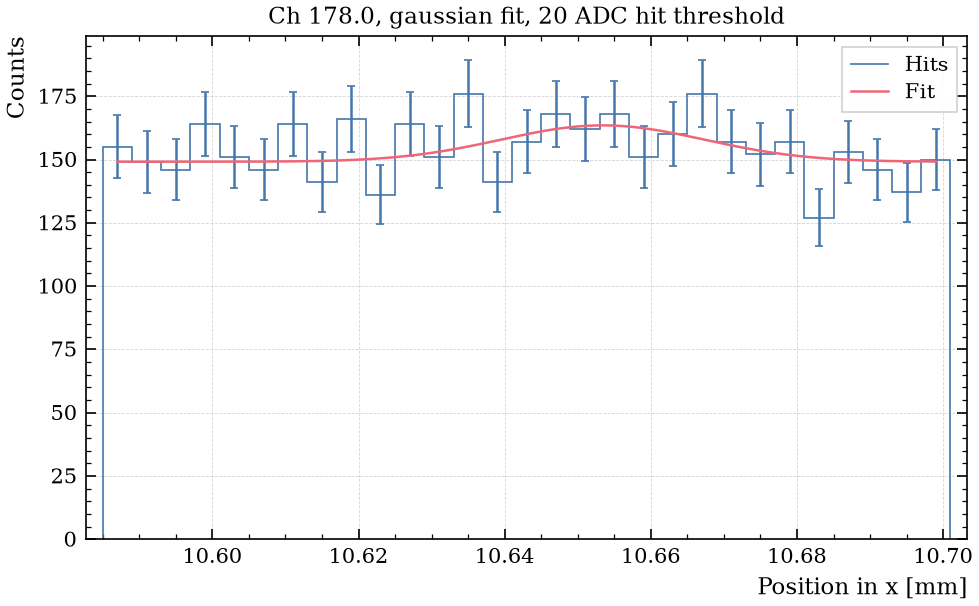 Ch 178.0, gaussian fit, 20 ADC hit threshold
Counts
Hits
Fit
175
150
125
100
75
50
25
0
10.60 10.62 10.64 10.66 10.68 10.70
Position in x [mm]